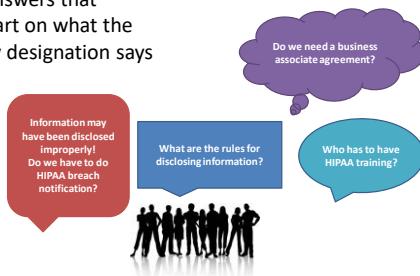 art on what the
designation says
Do we need a business
associate agreement?
Information may
have been disclosed
improperly!
Do we have to do
HIPAA breach
notification?
What are the rules for
disclosing information?
Who has to have
HIPAA training?